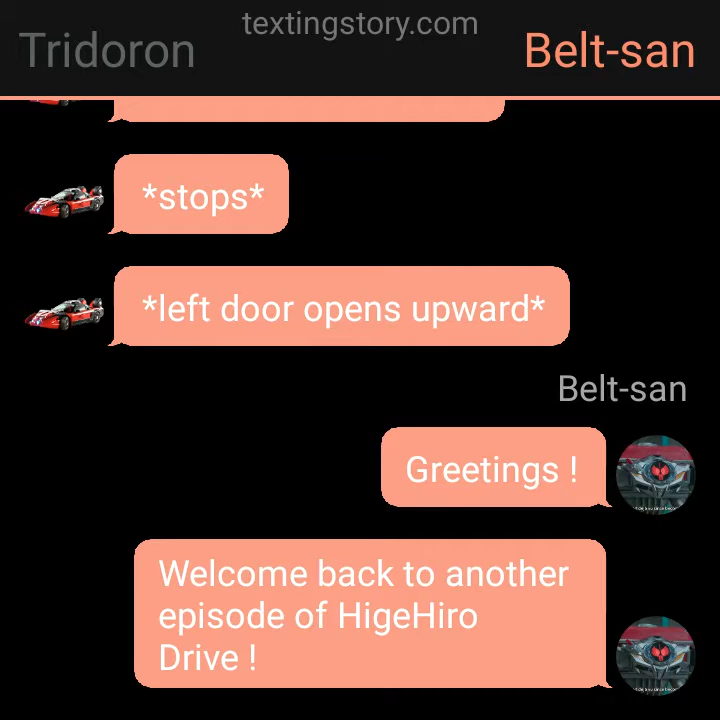 textingstory.com
Tridoron
Belt-san
*stops*
*left door opens upward*
Belt-san
Greetings !
Welcome back to another
episode of HigeHiro
Drive !